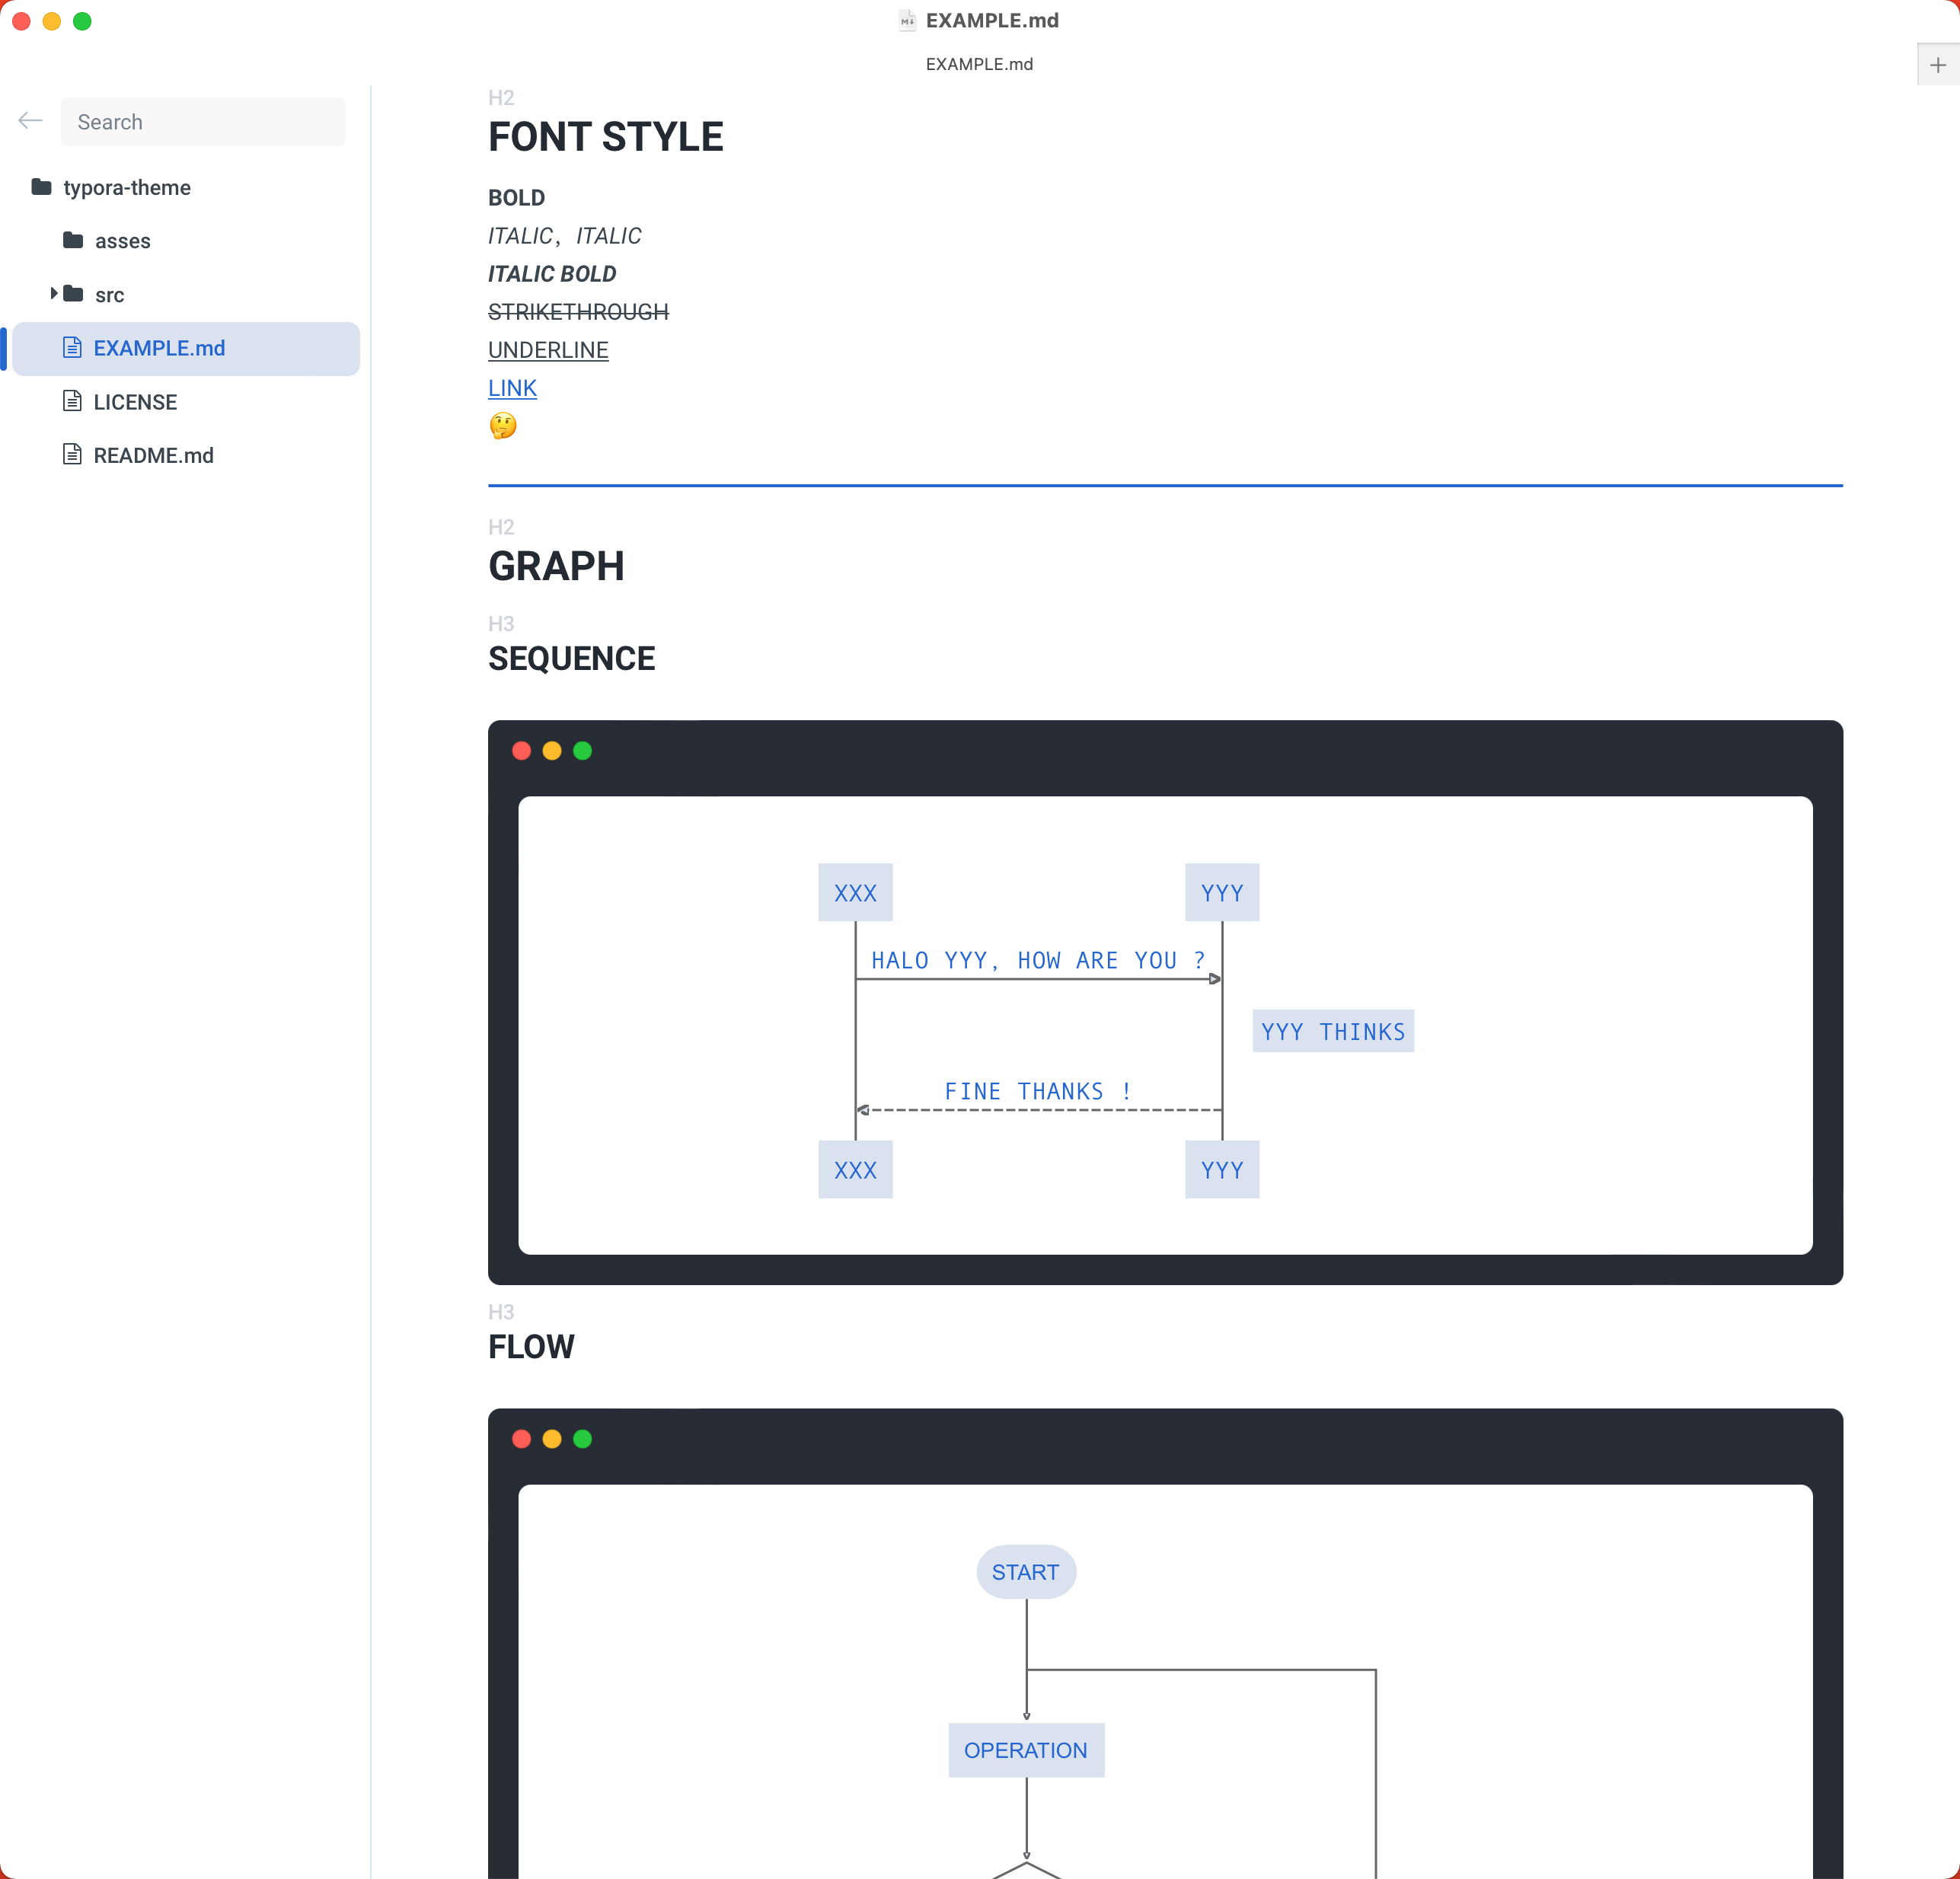 EXAMPLE.md
EXAMPLE.md
Search
typora-theme
asses
src
EXAMPLE.md
LICENSE
README.md
H2
FONT STYLE
BOLD
ITALIC, ITALIC
ITALIC BOLD
STRIKETHROUGH
UNDERLINE
LINK
🤔
H2
GRAPH
H3
SEQUENCE
XXX YYY
HALO YYY, HOW ARE YOU ?
YYY THINKS
FINE THANKS !
XXX YYY
H3
FLOW
START
OPERATION